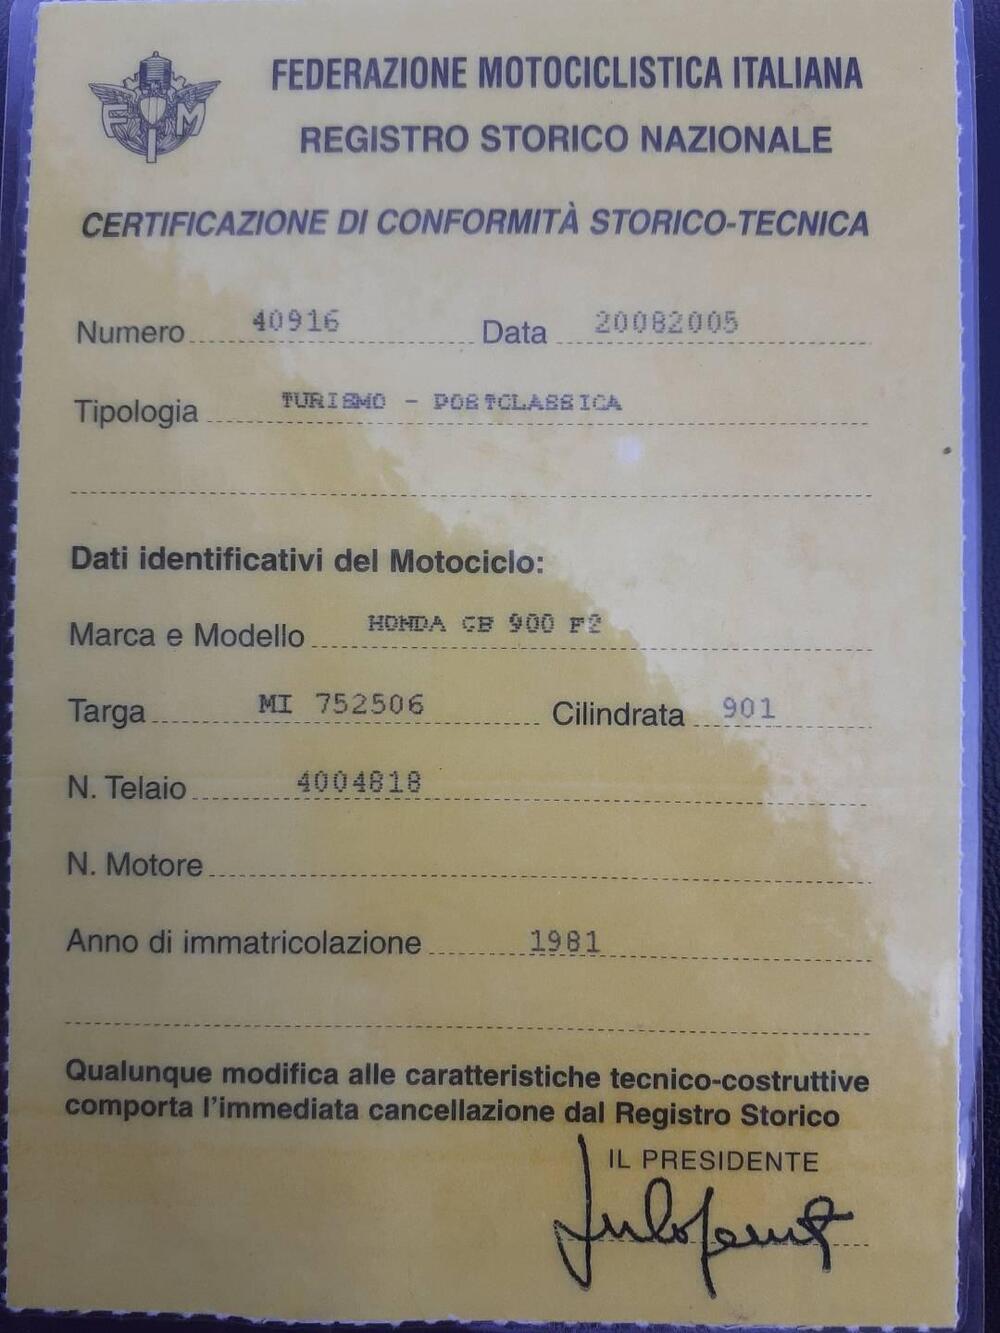 FIM
FEDERAZIONE MOTOCICLISTICA ITALIANA
REGISTRO STORICO NAZIONALE
CERTIFICAZIONE DI CONFORMITÀ STORICO-TECNICA
Numero 40916 Data 20082005
Tipologia TURISMO - POSTCLASSICA
Dati identificativi del Motociclo:
Marca e Modello HONDA CB 900 F2
Targa MI 752506 Cilindrata 901
N. Telaio 4004818
N. Motore
Anno di immatricolazione 1981
Qualunque modifica alle caratteristiche tecnico-costruttive
comporta l'immediata cancellazione dal Registro Storico
IL PRESIDENTE